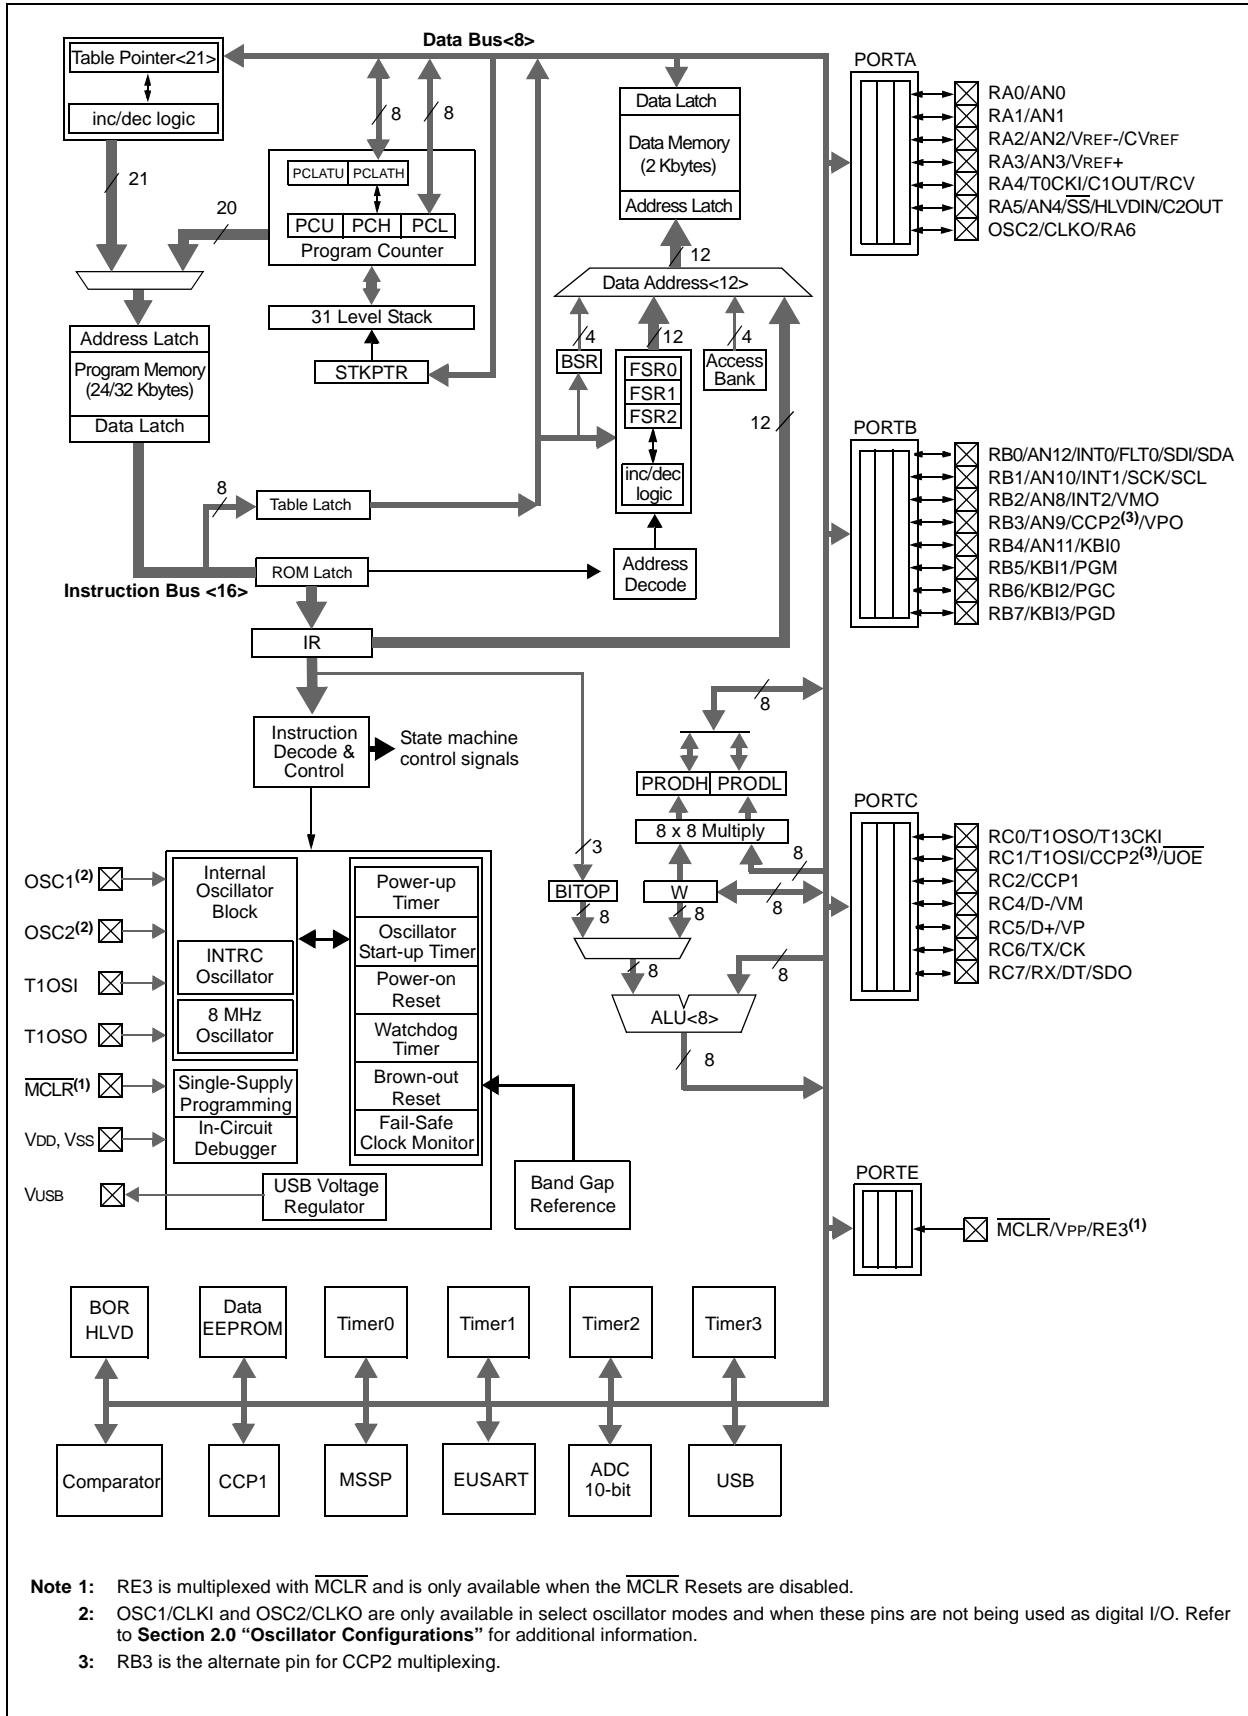 Data Bus<8>
Table Pointer<21>
inc/dec logic
21
20
8
8
PCLATU
PCLATH
PCU
PCH
PCL
Program Counter
31 Level Stack
STKPTR
Address Latch
Program Memory
(24/32 Kbytes)
Data Latch
8
Table Latch
ROM Latch
Instruction Bus <16>
IR
Data Latch
Data Memory
(2 Kbytes)
Address Latch
12
Data Address<12>
4
12
4
BSR
FSR0
FSR1
FSR2
inc/dec
logic
Access
Bank
12
Address
Decode
Instruction
Decode &
Control
State machine
control signals
8
PRODH
PRODL
8 x 8 Multiply
3
8
BITOP
W
8
8
8
8
8
ALU<8>
8
OSC1(2)
OSC2(2)
T1OSI
T1OSO
MCLR(1)
VDD, VSS
VUSB
Internal
Oscillator
Block
INTRC
Oscillator
8 MHz
Oscillator
Single-Supply
Programming
In-Circuit
Debugger
USB Voltage
Regulator
Power-up
Timer
Oscillator
Start-up Timer
Power-on
Reset
Watchdog
Timer
Brown-out
Reset
Fail-Safe
Clock Monitor
Band Gap
Reference
PORTA
RA0/AN0
RA1/AN1
RA2/AN2/VREF-/CVREF
RA3/AN3/VREF+
RA4/T0CKI/C1OUT/RCV
RA5/AN4/SS/HLVDIN/C2OUT
OSC2/CLKO/RA6
PORTB
RB0/AN12/INT0/FLT0/SDI/SDA
RB1/AN10/INT1/SCK/SCL
RB2/AN8/INT2/VMO
RB3/AN9/CCP2(3)/VPO
RB4/AN11/KBI0
RB5/KBI1/PGM
RB6/KBI2/PGC
RB7/KBI3/PGD
PORTC
RC0/T1OSO/T13CKI
RC1/T1OSI/CCP2(3)/UOE
RC2/CCP1
RC4/D-/VM
RC5/D+/VP
RC6/TX/CK
RC7/RX/DT/SDO
PORTE
MCLR/VPP/RE3(1)
BOR
HLVD
Data
EEPROM
Timer0
Timer1
Timer2
Timer3
Comparator
CCP1
MSSP
EUSART
ADC
10-bit
USB
Note 1: RE3 is multiplexed with MCLR and is only available when the MCLR Resets are disabled.
2: OSC1/CLKI and OSC2/CLKO are only available in select oscillator modes and when these pins are not being used as digital I/O. Refer
to Section 2.0 “Oscillator Configurations” for additional information.
3: RB3 is the alternate pin for CCP2 multiplexing.